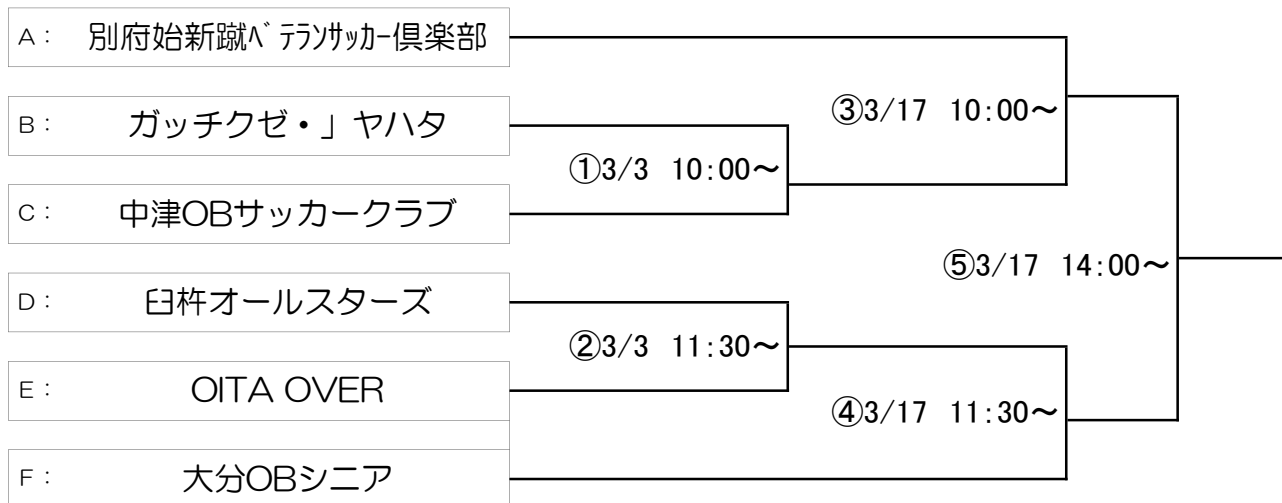 A： 別府始新蹴ﾍﾞﾃﾗﾝｻｯｶｰ倶楽部
B： ガッチクゼ・」ヤハタ
③3/17 10:00～
①3/3 10:00～
C： 中津OBサッカークラブ
⑤3/17 14:00～
D： 臼杵オールスターズ
②3/3 11:30～
E： OITA OVER
④3/17 11:30～
F： 大分OBシニア